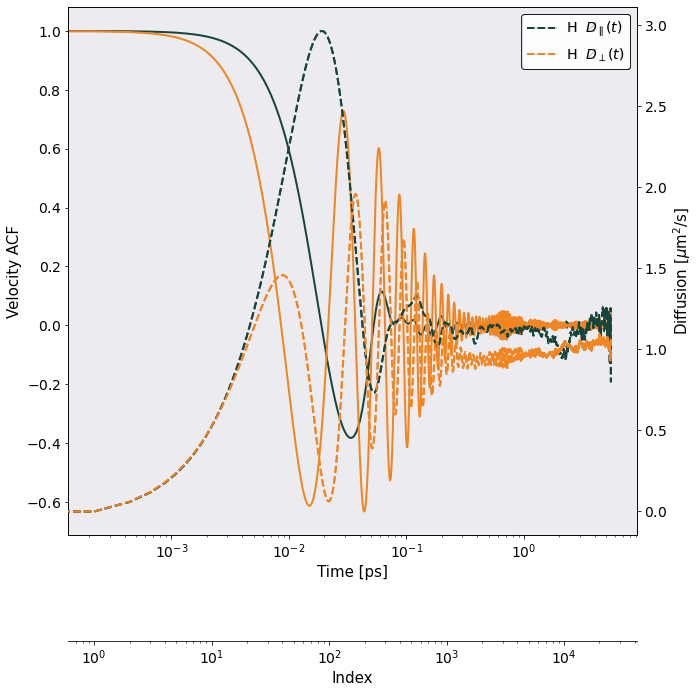 H D∥(t)
H D⊥(t)
1.0
0.8
0.6
0.4
0.2
0.0
−0.2
−0.4
−0.6
Velocity ACF
3.0
2.5
2.0
1.5
1.0
0.5
0.0
Diffusion [μm²/s]
10⁻³ 10⁻² 10⁻¹ 10⁰
Time [ps]
10⁰ 10¹ 10² 10³ 10⁴
Index